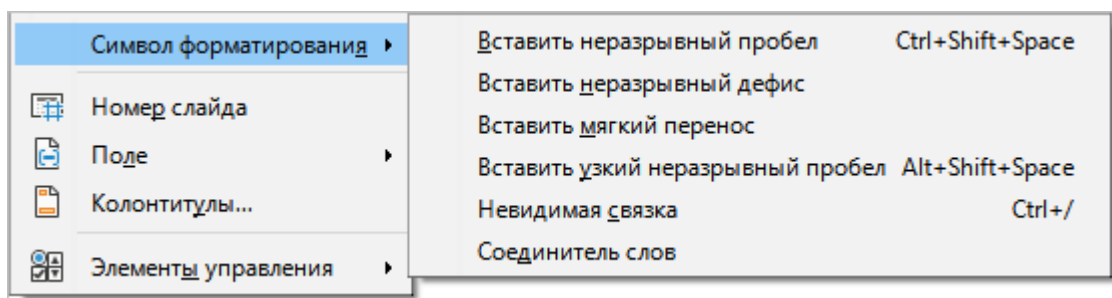 Символ форматирования
Номер слайда
Поле
Колонтитулы...
Элементы управления
Вставить неразрывный пробел Ctrl+Shift+Space
Вставить неразрывный дефис
Вставить мягкий перенос
Вставить узкий неразрывный пробел Alt+Shift+Space
Невидимая связка Ctrl+/
Соединитель слов